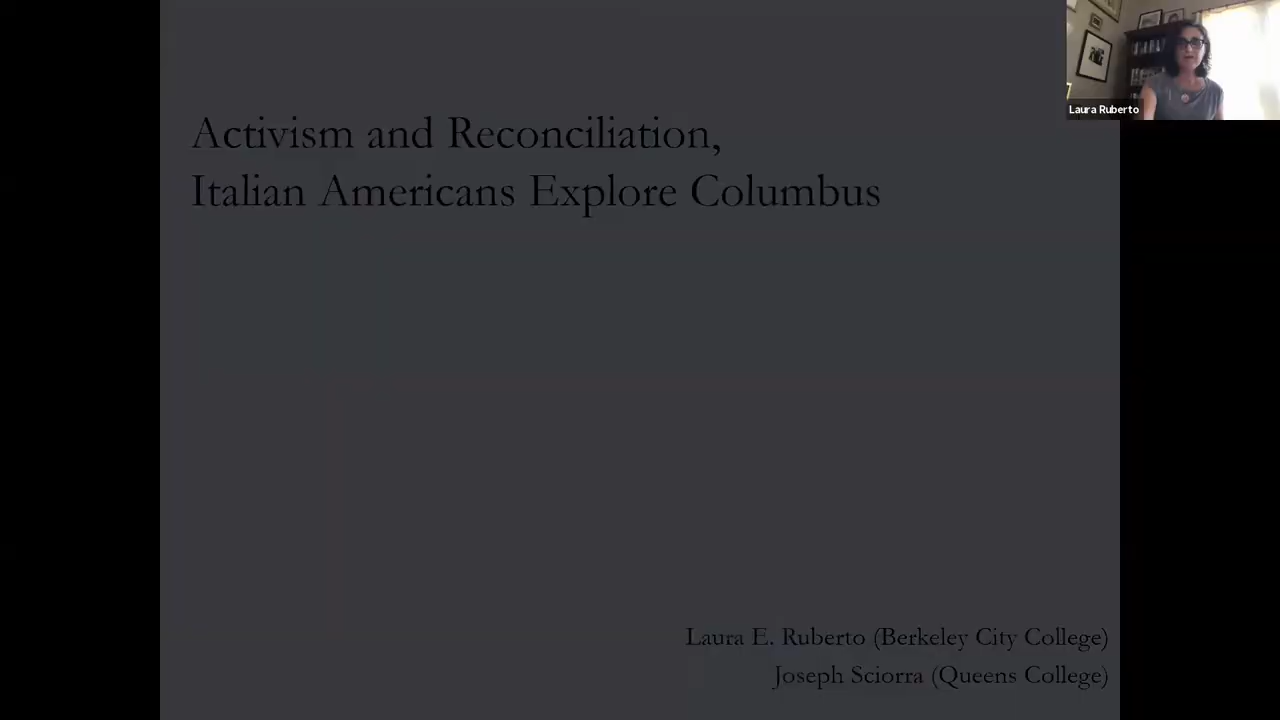 Laura Ruberto
Activism and Reconciliation,
Italian Americans Explore Columbus
Laura E. Ruberto (Berkeley City College)
Joseph Sciorra (Queens College)